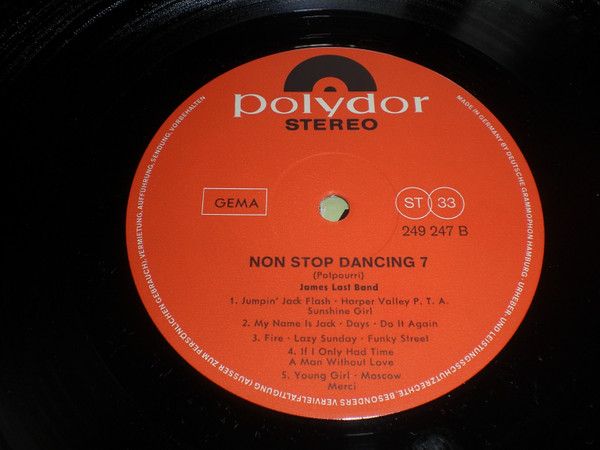 polydor
STEREO
GEMA
ST 33
249 247 B
NON STOP DANCING 7
(Potpourri)
James Last Band
1. Jumpin' Jack Flash · Harper Valley P. T. A.
Sunshine Girl
2. My Name Is Jack · Days · Do It Again
3. Fire · Lazy Sunday · Funky Street
4. If I Only Had Time
A Man Without Love
5. Young Girl · Moscow
Merci
MADE IN GERMANY BY DEUTSCHE GRAMMOPHON HAMBURG · URHEBER- UND LEISTUNGSSCHUTZRECHTE, BESONDERS VERVIELFÄLTIGUNG (AUSSER ZUM PERSÖNLICHEN GEBRAUCH), VERMIETUNG, AUFFÜHRUNG, SENDUNG, VORBEHALTEN